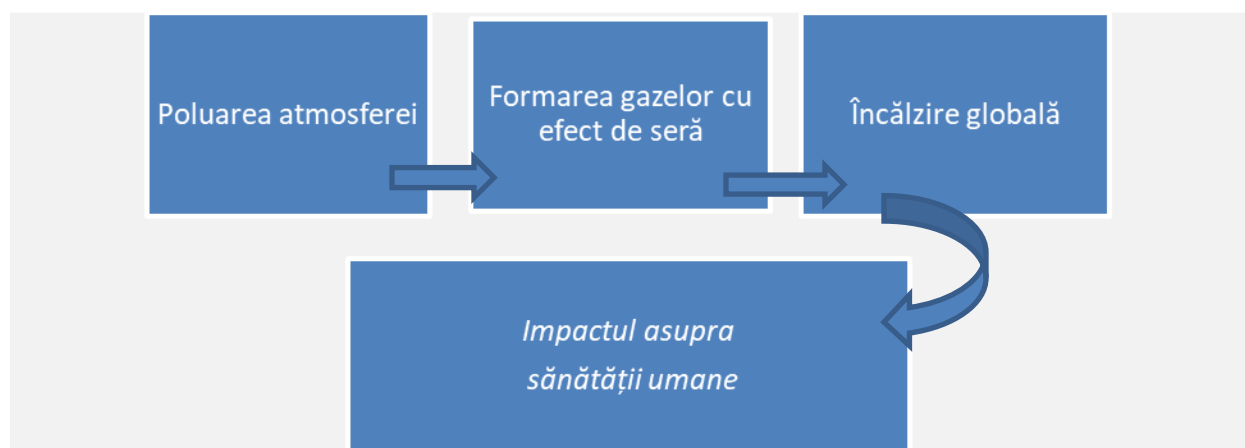 Poluarea atmosferei
Formarea gazelor cu
efect de seră
Încălzire globală
Impactul asupra
sănătății umane